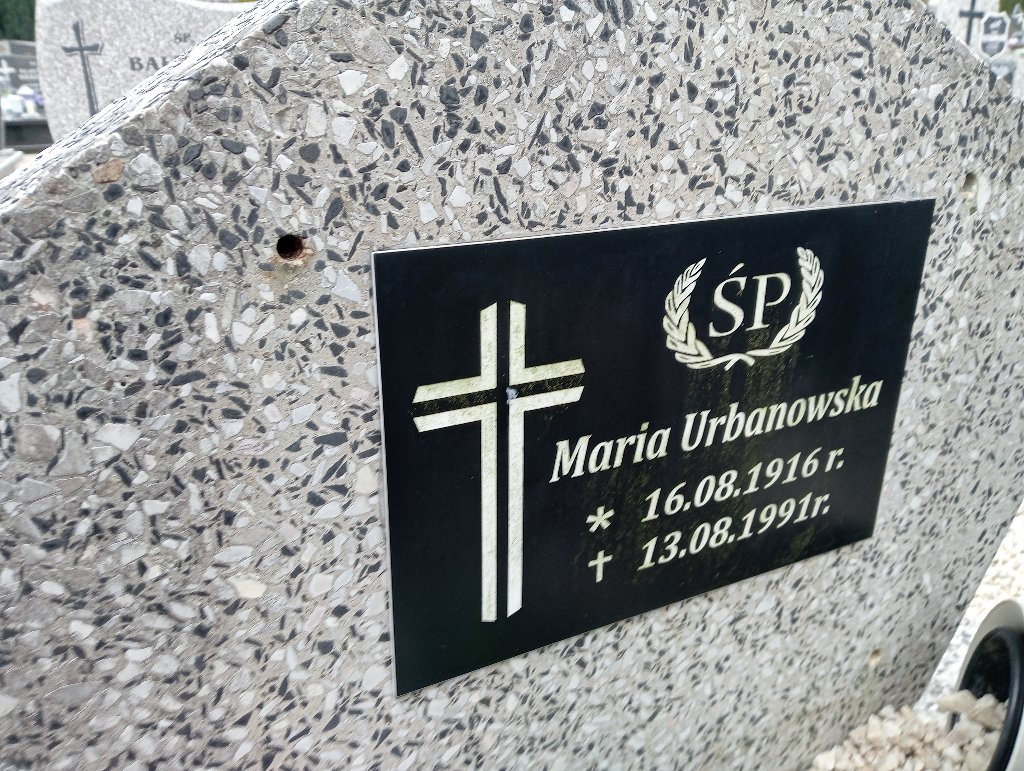 ŚP
Maria Urbanowska
* 16.08.1916 r.
✝ 13.08.1991r.